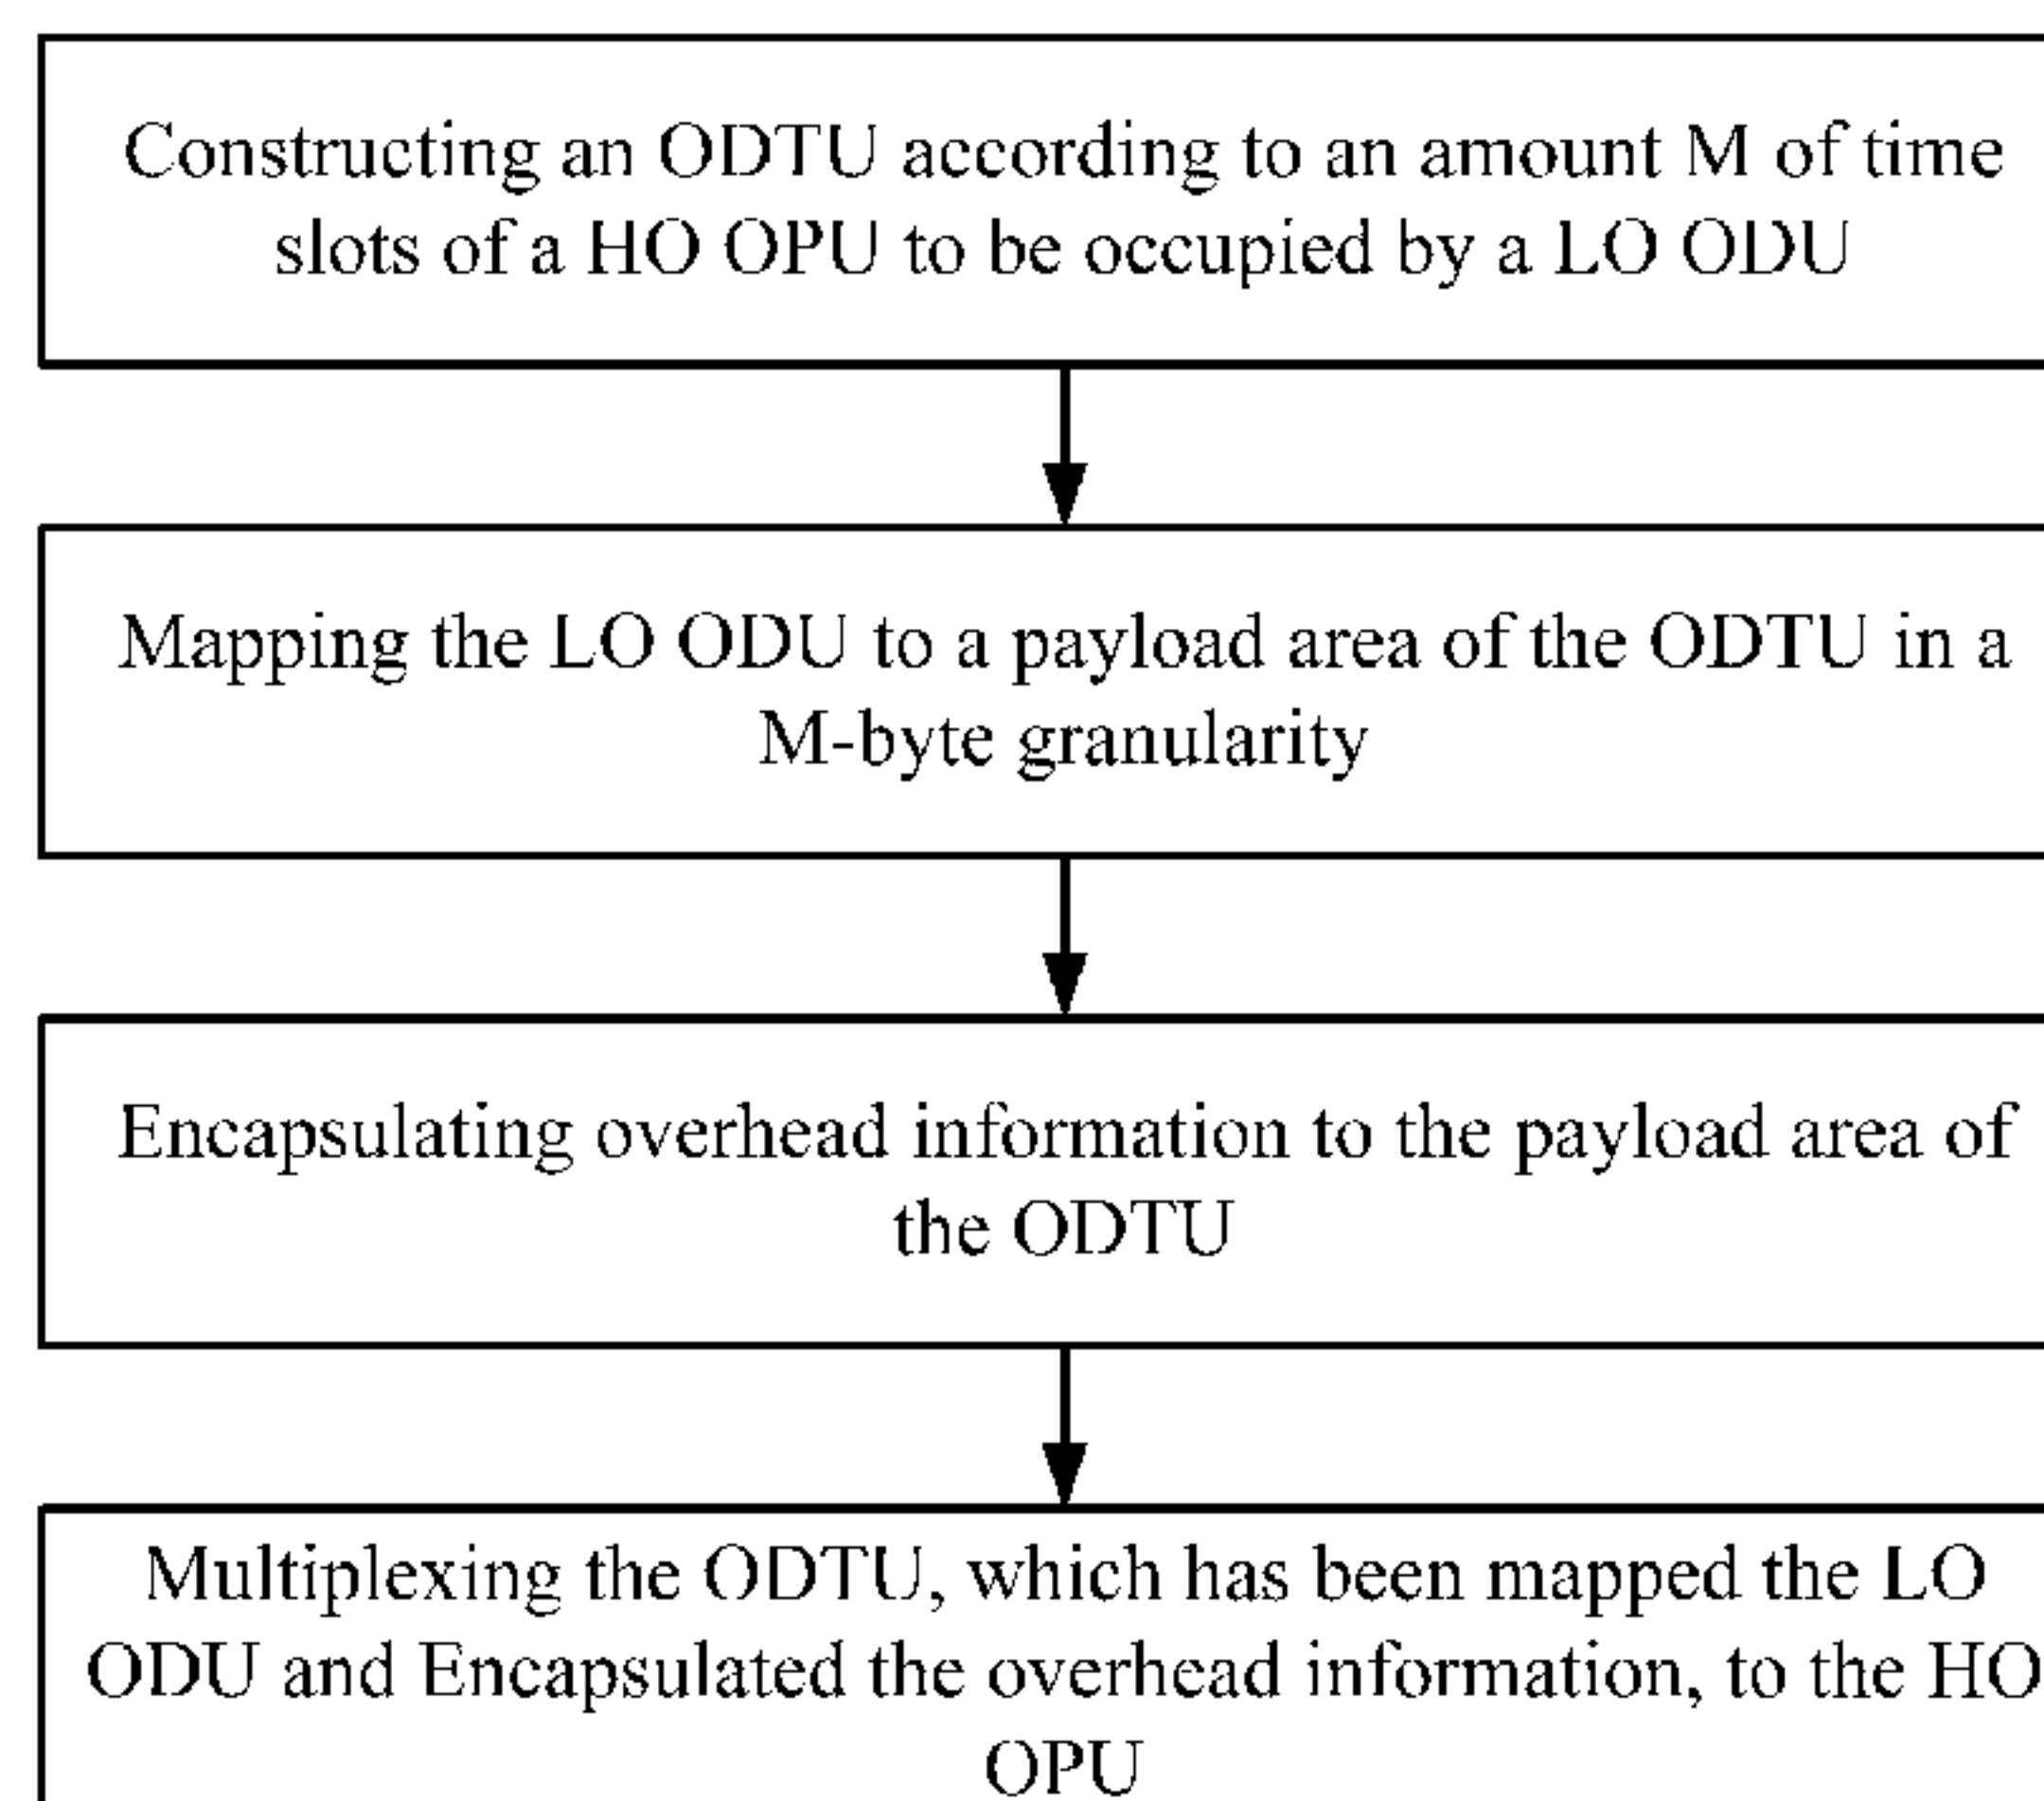 Constructing an ODTU according to an amount M of time
slots of a HO OPU to be occupied by a LO ODU
Mapping the LO ODU to a payload area of the ODTU in a
M-byte granularity
Encapsulating overhead information to the payload area of
the ODTU
Multiplexing the ODTU, which has been mapped the LO
ODU and Encapsulated the overhead information, to the HO
OPU